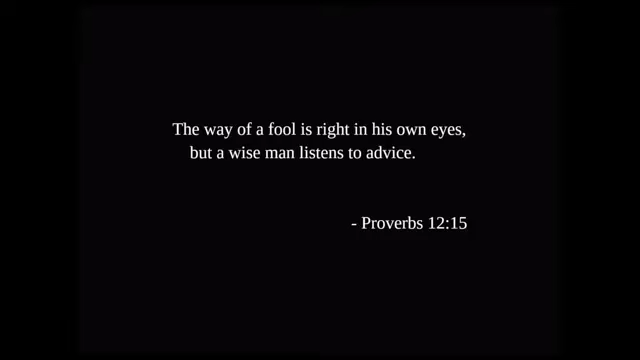 The way of a fool is right in his own eyes,
but a wise man listens to advice.
- Proverbs 12:15